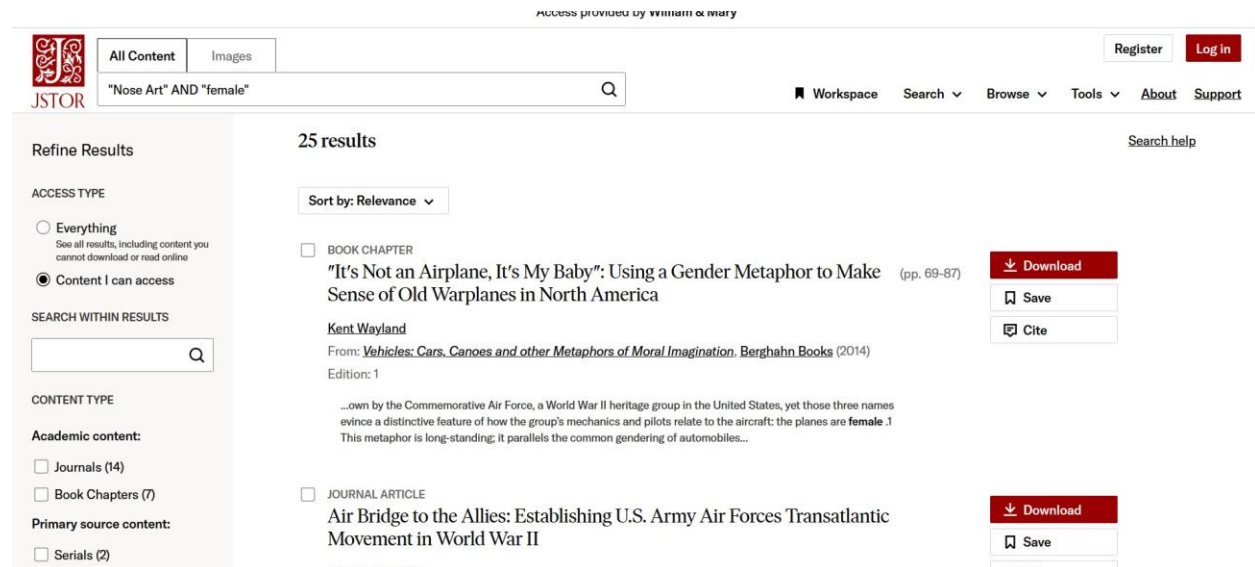 Access provided by William & Mary
All Content
Images
Register
Log in
"Nose Art" AND "female"
JSTOR
Workspace
Search
Browse
Tools
About
Support
Refine Results
25 results
Search help
ACCESS TYPE
Sort by: Relevance
Everything
See all results, including content you
cannot download or read online
Content I can access
SEARCH WITHIN RESULTS
CONTENT TYPE
Academic content:
Journals (14)
Book Chapters (7)
Primary source content:
Serials (2)
BOOK CHAPTER
"It's Not an Airplane, It's My Baby": Using a Gender Metaphor to Make
Sense of Old Warplanes in North America
(pp. 69-87)
Kent Wayland
From: Vehicles: Cars, Canoes and other Metaphors of Moral Imagination, Berghahn Books (2014)
Edition: 1
...own by the Commemorative Air Force, a World War II heritage group in the United States, yet those three names
evince a distinctive feature of how the group's mechanics and pilots relate to the aircraft: the planes are female .1
This metaphor is long-standing; it parallels the common gendering of automobiles...
Download
Save
Cite
JOURNAL ARTICLE
Air Bridge to the Allies: Establishing U.S. Army Air Forces Transatlantic
Movement in World War II
Download
Save